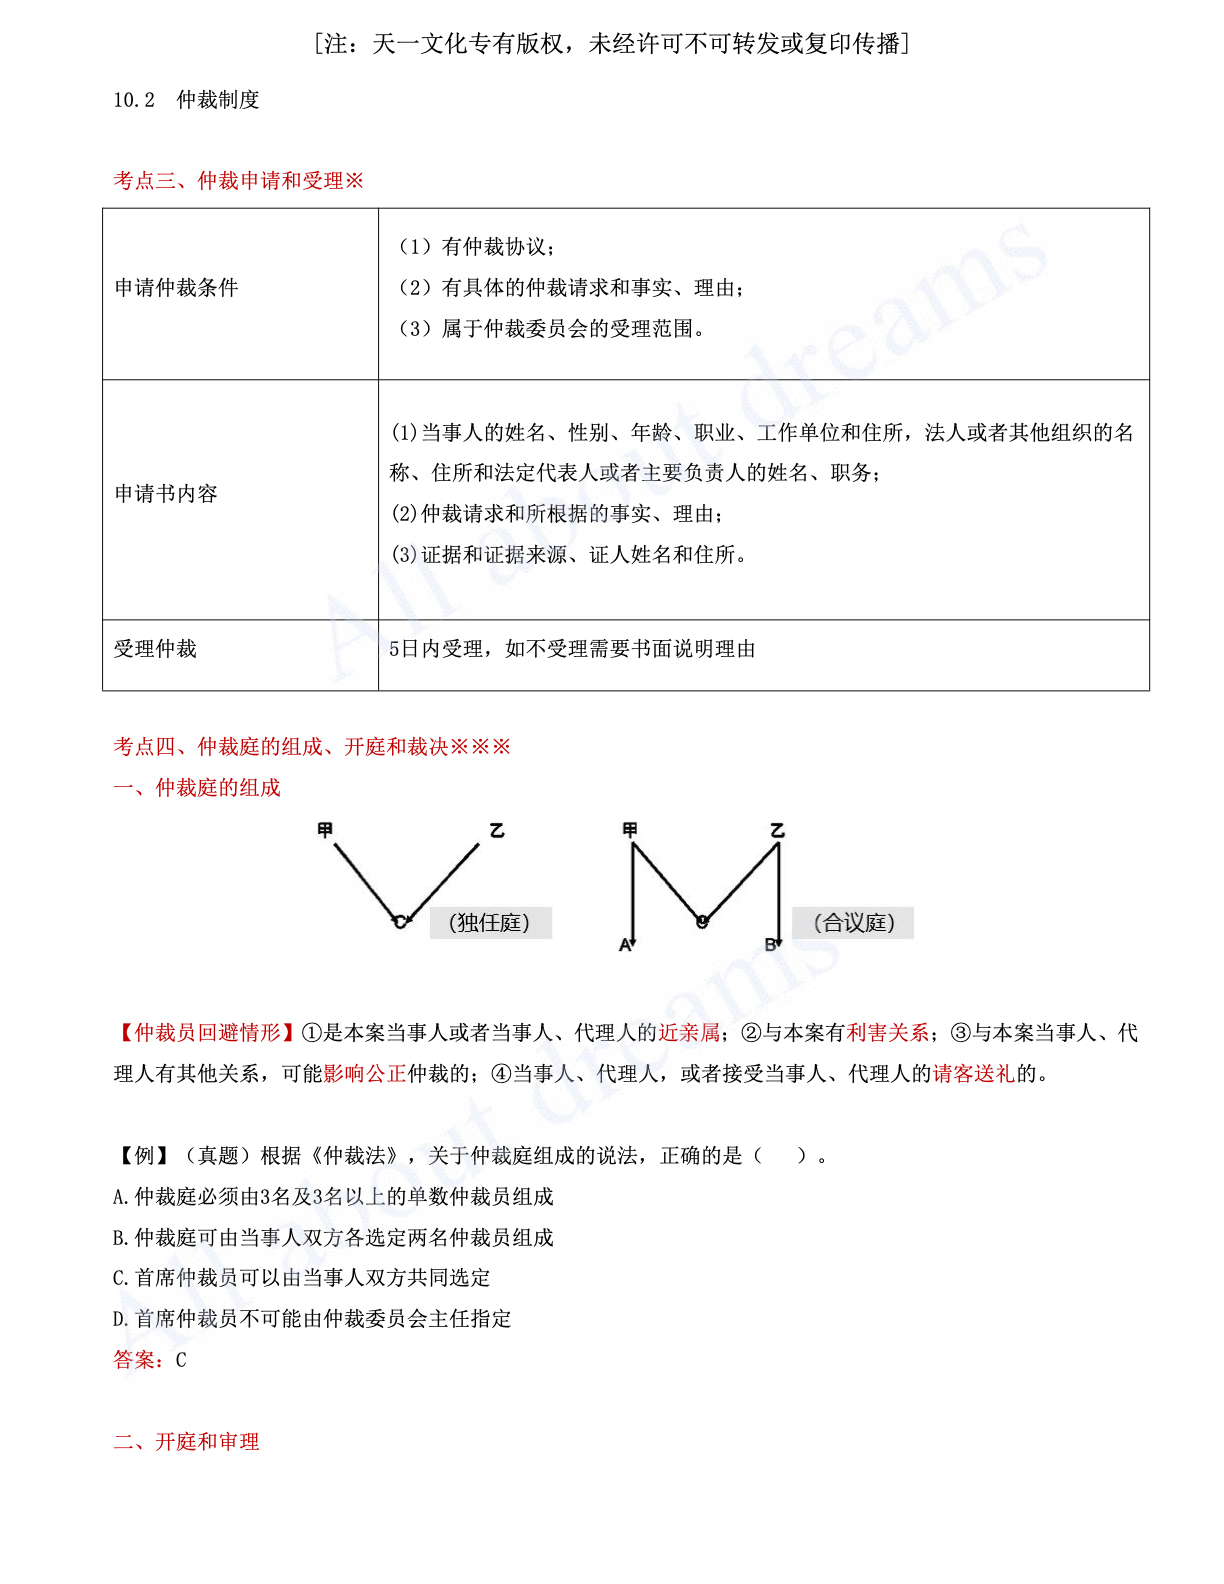 [注：天一文化专有版权，未经许可不可转发或复印传播]
10.2 仲裁制度
考点三、仲裁申请和受理※
申请仲裁条件
（1）有仲裁协议；
（2）有具体的仲裁请求和事实、理由；
（3）属于仲裁委员会的受理范围。
申请书内容
(1)当事人的姓名、性别、年龄、职业、工作单位和住所，法人或者其他组织的名
称、住所和法定代表人或者主要负责人的姓名、职务；
(2)仲裁请求和所根据的事实、理由；
(3)证据和证据来源、证人姓名和住所。
受理仲裁
5日内受理，如不受理需要书面说明理由
考点四、仲裁庭的组成、开庭和裁决※※※
一、仲裁庭的组成
甲 乙 甲 乙
C （独任庭） C （合议庭）
A B
【仲裁员回避情形】①是本案当事人或者当事人、代理人的近亲属；②与本案有利害关系；③与本案当事人、代
理人有其他关系，可能影响公正仲裁的；④当事人、代理人，或者接受当事人、代理人的请客送礼的。
【例】（真题）根据《仲裁法》，关于仲裁庭组成的说法，正确的是（ ）。
A.仲裁庭必须由3名及3名以上的单数仲裁员组成
B.仲裁庭可由当事人双方各选定两名仲裁员组成
C.首席仲裁员可以由当事人双方共同选定
D.首席仲裁员不可能由仲裁委员会主任指定
答案：C
二、开庭和审理
All about dreams
All about dreams